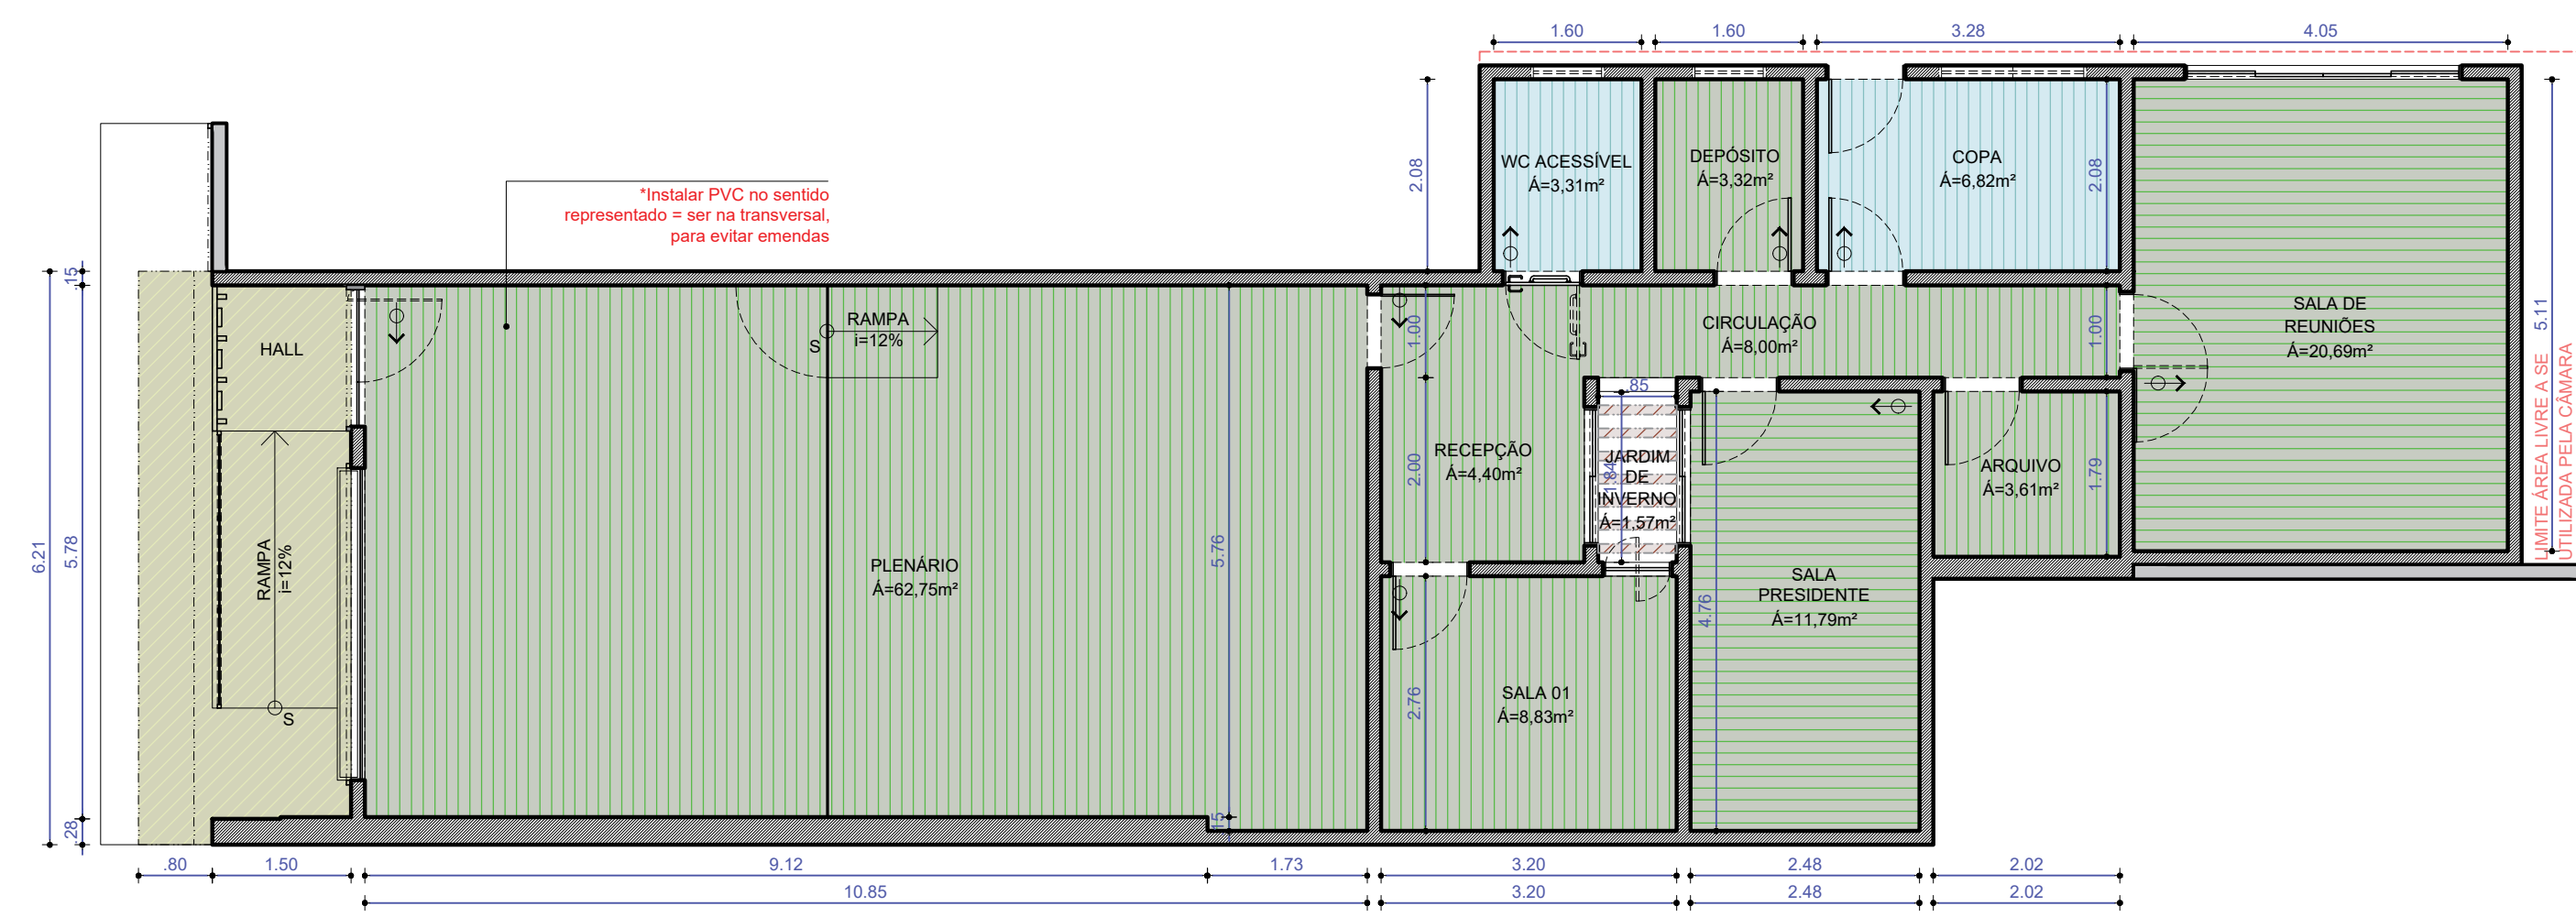 1.60
1.60
3.28
4.05
*Instalar PVC no sentido
representado = ser na transversal,
para evitar emendas
2.08
WC ACESSÍVEL
Á=3,31m²
DEPÓSITO
Á=3,32m²
COPA
Á=6,82m²
2.08
SALA DE
REUNIÕES
Á=20,69m²
5.11
LIMITE ÁREA LIVRE A SE
UTILIZADA PELA CÂMARA
.15
6.21
5.78
.28
HALL
RAMPA
i=12%
S
RAMPA
i=12%
S
PLENÁRIO
Á=62,75m²
5.76
.15
1.00
CIRCULAÇÃO
Á=8,00m²
1.00
RECEPÇÃO
Á=4,40m²
2.00
.85
1.84
JARDIM
DE
INVERNO
Á=1,57m²
ARQUIVO
Á=3,61m²
1.79
SALA
PRESIDENTE
Á=11,79m²
4.76
SALA 01
Á=8,83m²
2.76
.80
1.50
9.12
1.73
3.20
2.48
2.02
10.85
3.20
2.48
2.02